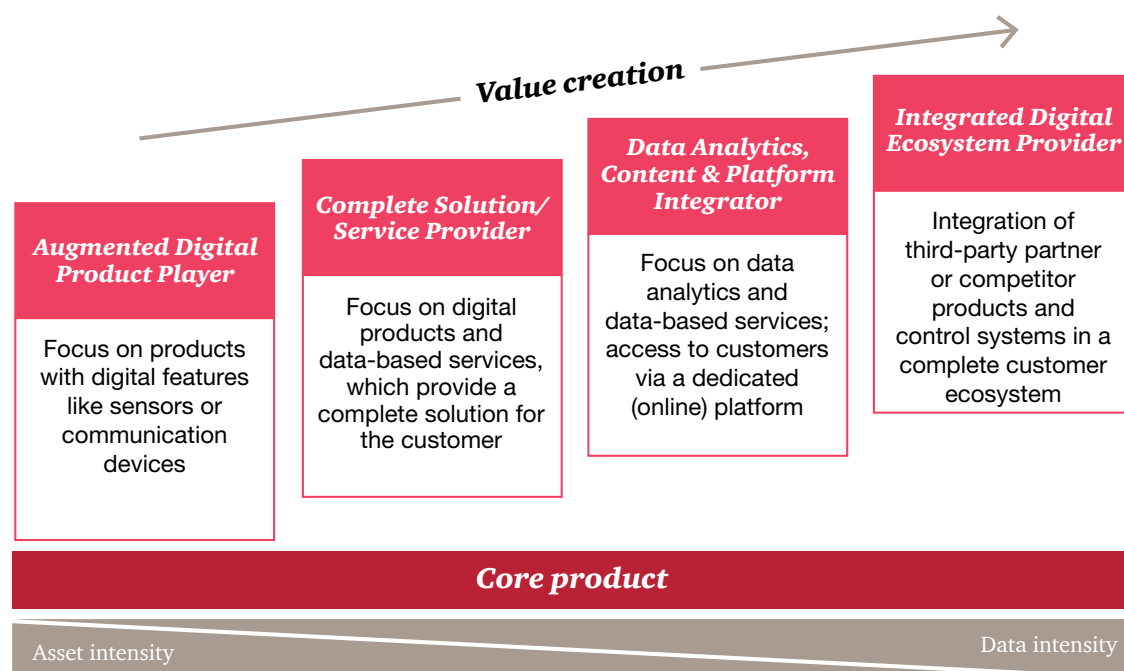 Value creation
Augmented Digital
Product Player
Focus on products
with digital features
like sensors or
communication
devices
Complete Solution/
Service Provider
Focus on digital
products and
data-based services,
which provide a
complete solution for
the customer
Data Analytics,
Content & Platform
Integrator
Focus on data
analytics and
data-based services;
access to customers
via a dedicated
(online) platform
Integrated Digital
Ecosystem Provider
Integration of
third-party partner
or competitor
products and
control systems in a
complete customer
ecosystem
Core product
Asset intensity
Data intensity